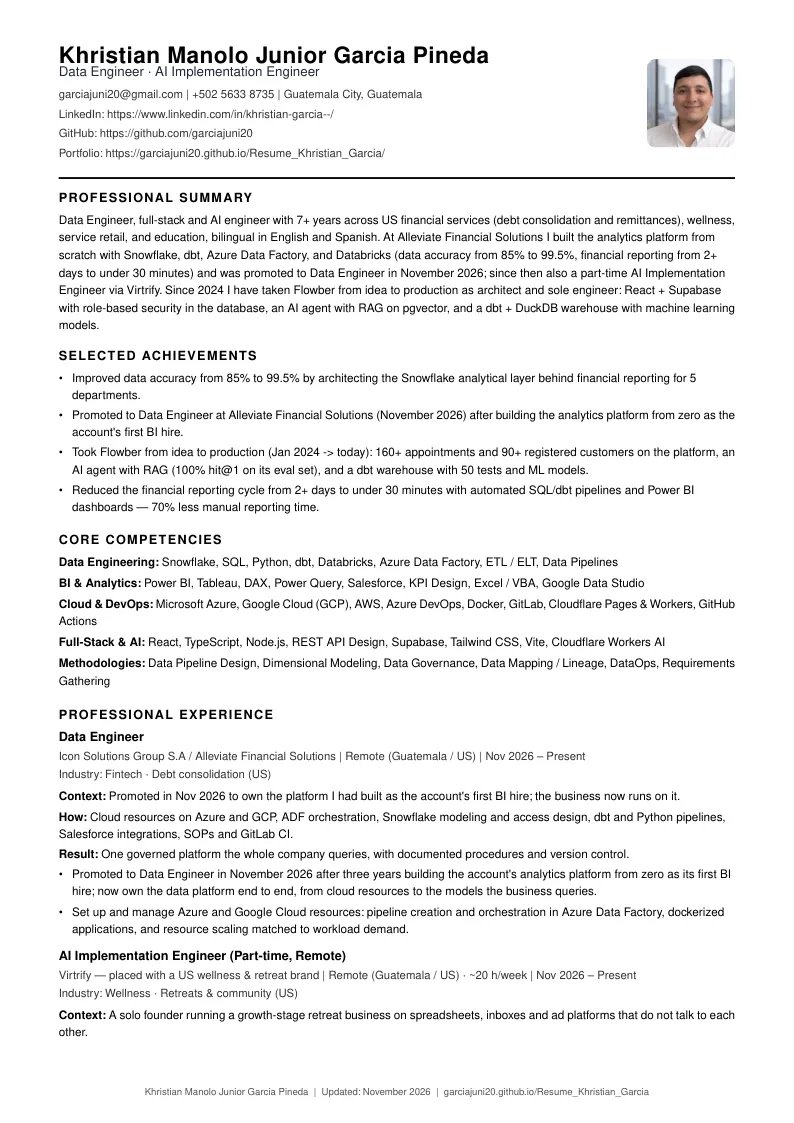 Khristian Manolo Junior Garcia Pineda
Data Engineer · AI Implementation Engineer
garciajuni20@gmail.com | +502 5633 8735 | Guatemala City, Guatemala
LinkedIn: https://www.linkedin.com/in/khristian-garcia--/
GitHub: https://github.com/garciajuni20
Portfolio: https://garciajuni20.github.io/Resume_Khristian_Garcia/
PROFESSIONAL SUMMARY
Data Engineer, full-stack and AI engineer with 7+ years across US financial services (debt consolidation and remittances), wellness,
service retail, and education, bilingual in English and Spanish. At Alleviate Financial Solutions I built the analytics platform from
scratch with Snowflake, dbt, Azure Data Factory, and Databricks (data accuracy from 85% to 99.5%, financial reporting from 2+
days to under 30 minutes) and was promoted to Data Engineer in November 2026; since then also a part-time AI Implementation
Engineer via Virtrify. Since 2024 I have taken Flowber from idea to production as architect and sole engineer: React + Supabase
with role-based security in the database, an AI agent with RAG on pgvector, and a dbt + DuckDB warehouse with machine learning
models.
SELECTED ACHIEVEMENTS
• Improved data accuracy from 85% to 99.5% by architecting the Snowflake analytical layer behind financial reporting for 5
departments.
• Promoted to Data Engineer at Alleviate Financial Solutions (November 2026) after building the analytics platform from zero as the
account's first BI hire.
• Took Flowber from idea to production (Jan 2024 -> today): 160+ appointments and 90+ registered customers on the platform, an
AI agent with RAG (100% hit@1 on its eval set), and a dbt warehouse with 50 tests and ML models.
• Reduced the financial reporting cycle from 2+ days to under 30 minutes with automated SQL/dbt pipelines and Power BI
dashboards — 70% less manual reporting time.
CORE COMPETENCIES
Data Engineering: Snowflake, SQL, Python, dbt, Databricks, Azure Data Factory, ETL / ELT, Data Pipelines
BI & Analytics: Power BI, Tableau, DAX, Power Query, Salesforce, KPI Design, Excel / VBA, Google Data Studio
Cloud & DevOps: Microsoft Azure, Google Cloud (GCP), AWS, Azure DevOps, Docker, GitLab, Cloudflare Pages & Workers, GitHub
Actions
Full-Stack & AI: React, TypeScript, Node.js, REST API Design, Supabase, Tailwind CSS, Vite, Cloudflare Workers AI
Methodologies: Data Pipeline Design, Dimensional Modeling, Data Governance, Data Mapping / Lineage, DataOps, Requirements
Gathering
PROFESSIONAL EXPERIENCE
Data Engineer
Icon Solutions Group S.A / Alleviate Financial Solutions | Remote (Guatemala / US) | Nov 2026 – Present
Industry: Fintech · Debt consolidation (US)
Context: Promoted in Nov 2026 to own the platform I had built as the account's first BI hire; the business now runs on it.
How: Cloud resources on Azure and GCP, ADF orchestration, Snowflake modeling and access design, dbt and Python pipelines,
Salesforce integrations, SOPs and GitLab CI.
Result: One governed platform the whole company queries, with documented procedures and version control.
• Promoted to Data Engineer in November 2026 after three years building the account's analytics platform from zero as its first BI
hire; now own the data platform end to end, from cloud resources to the models the business queries.
• Set up and manage Azure and Google Cloud resources: pipeline creation and orchestration in Azure Data Factory, dockerized
applications, and resource scaling matched to workload demand.
AI Implementation Engineer (Part-time, Remote)
Virtrify — placed with a US wellness & retreat brand | Remote (Guatemala / US) · ~20 h/week | Nov 2026 – Present
Industry: Wellness · Retreats & community (US)
Context: A solo founder running a growth-stage retreat business on spreadsheets, inboxes and ad platforms that do not talk to each
other.
Khristian Manolo Junior Garcia Pineda | Updated: November 2026 | garciajuni20.github.io/Resume_Khristian_Garcia